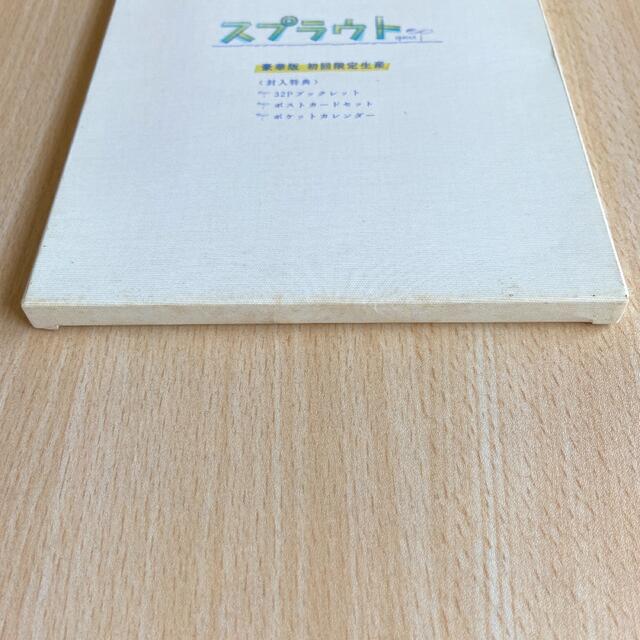 スプラウト
豪華版 初回限定生産
〈封入特典〉
32Pブックレット
ポストカードセット
ポケットカレンダー